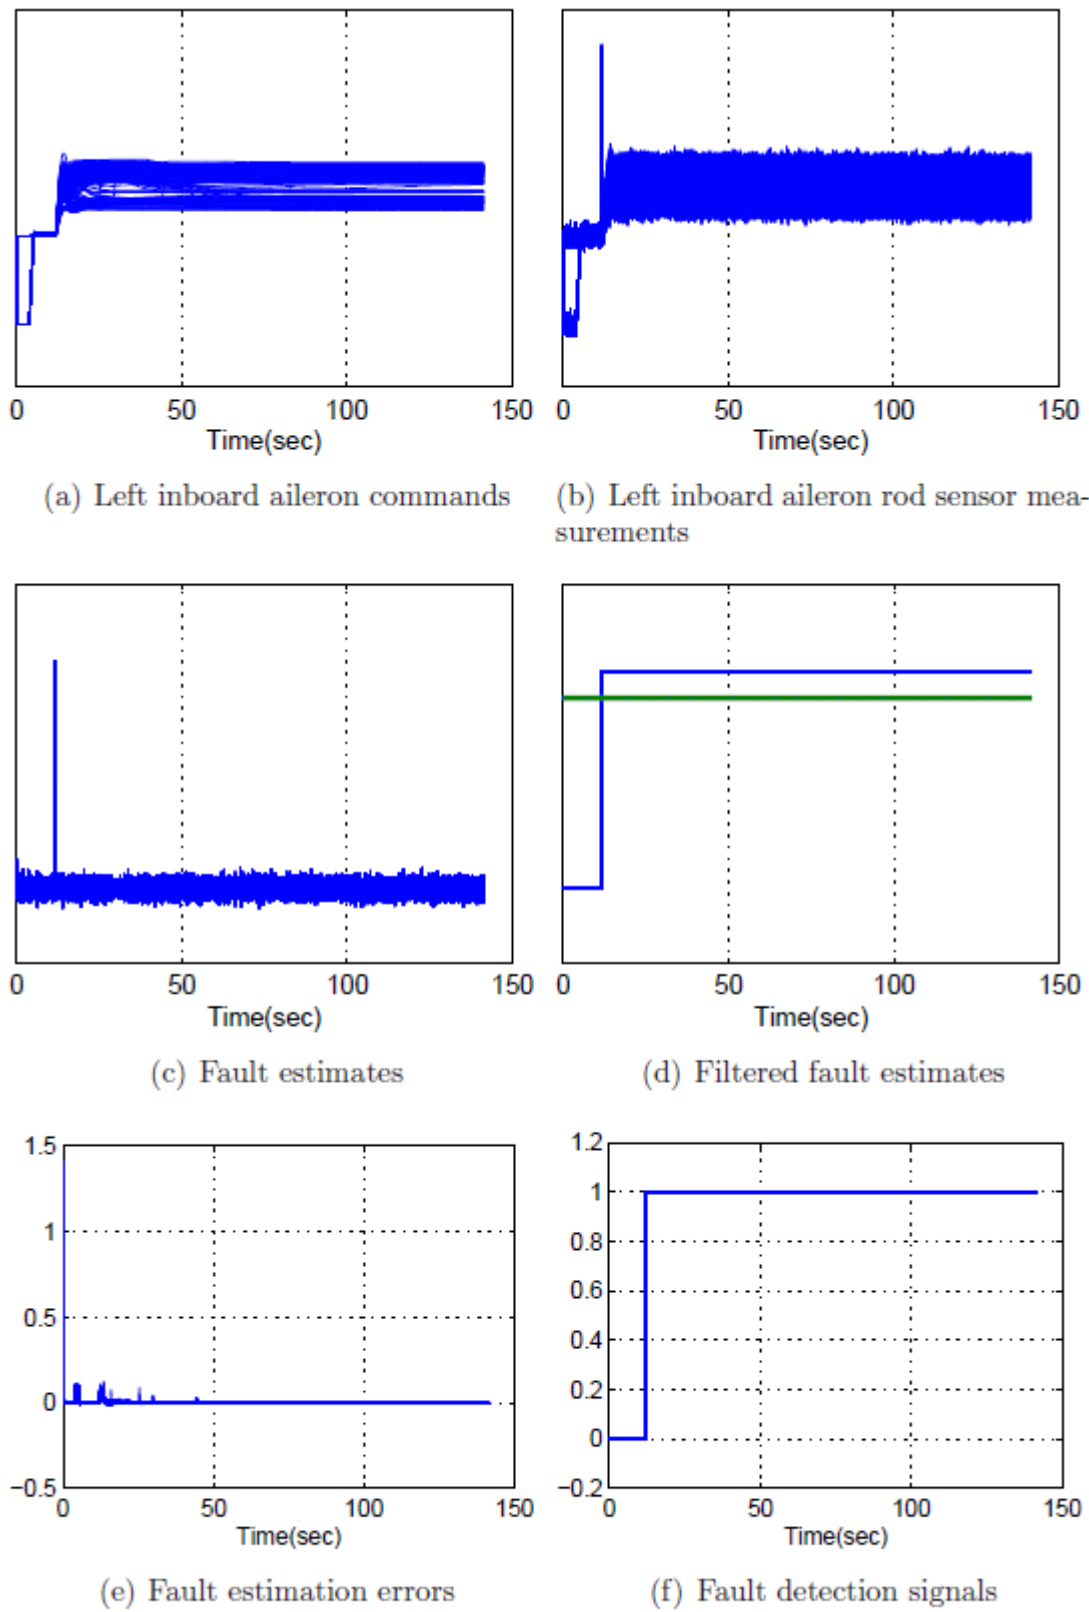 0 50 100 150
Time(sec)
0 50 100 150
Time(sec)
(a) Left inboard aileron commands
(b) Left inboard aileron rod sensor mea-
surements
0 50 100 150
Time(sec)
0 50 100 150
Time(sec)
(c) Fault estimates
(d) Filtered fault estimates
1.5
1
0.5
0
−0.5
0 50 100 150
Time(sec)
1.2
1
0.8
0.6
0.4
0.2
0
−0.2
0 50 100 150
Time(sec)
(e) Fault estimation errors
(f) Fault detection signals